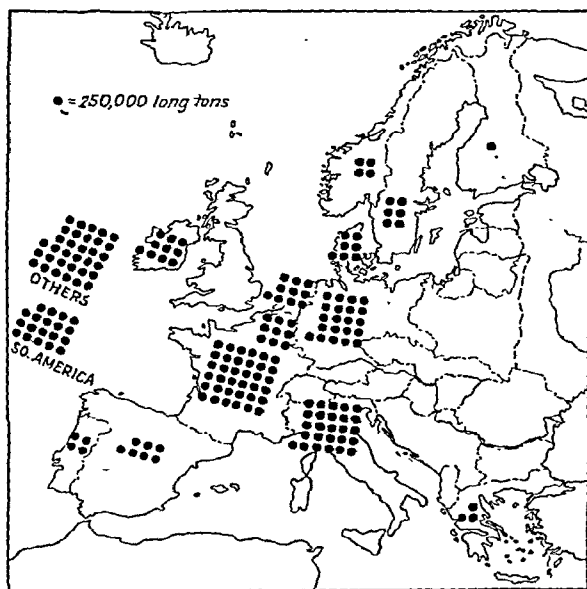 = 250,000 long tons
OTHERS
SO. AMERICA